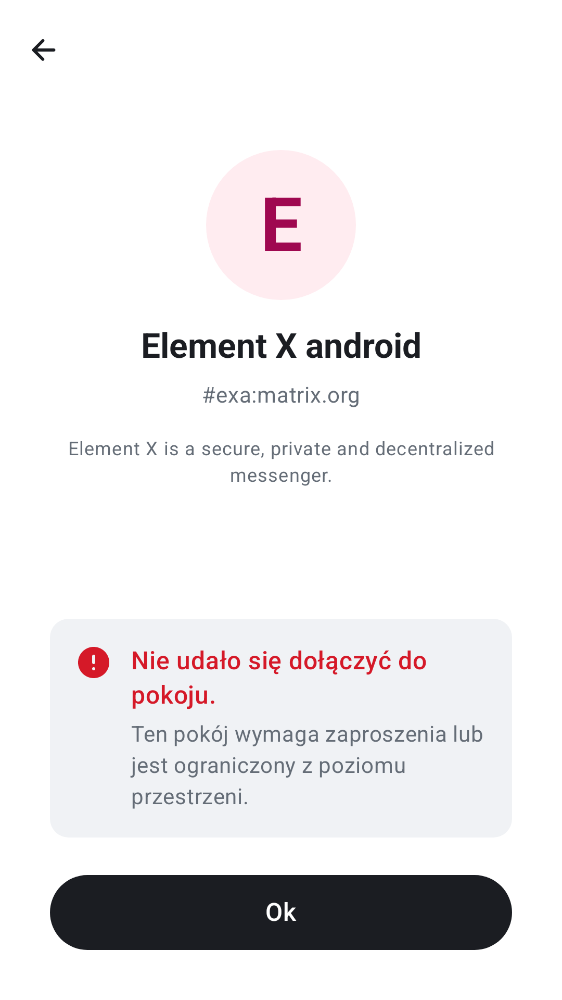 E
Element X android
#exa:matrix.org
Element X is a secure, private and decentralized
messenger.
Nie udało się dołączyć do
pokoju.
Ten pokój wymaga zaproszenia lub
jest ograniczony z poziomu
przestrzeni.
Ok